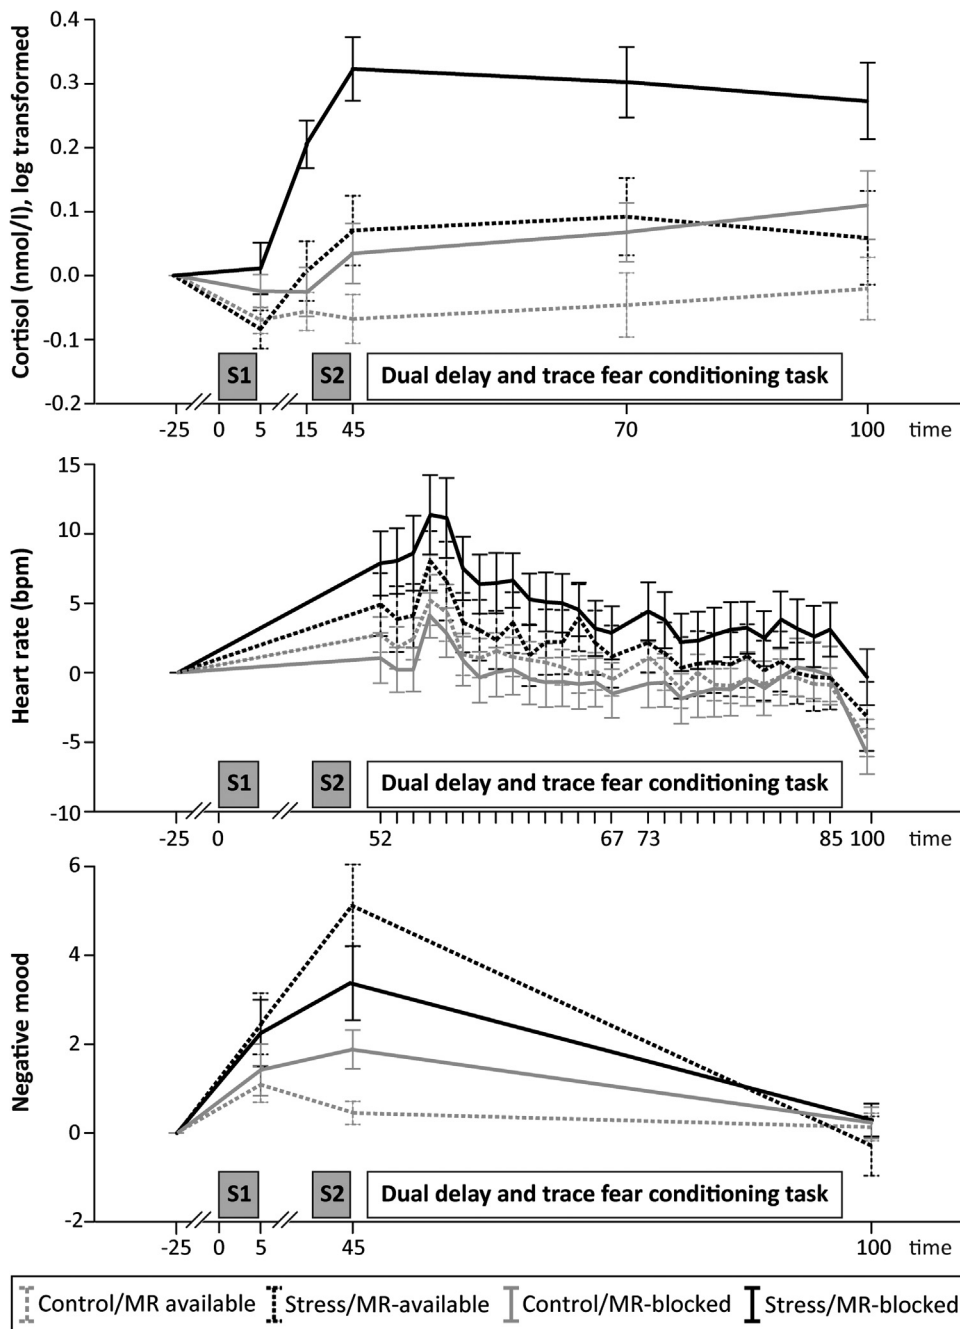 Cortisol (nmol/l), log transformed
0.4
0.3
0.2
0.1
0.0
-0.1
-0.2
S1
S2
Dual delay and trace fear conditioning task
-25 0 5 15 45 70 100 time
Heart rate (bpm)
15
10
5
0
-5
-10
S1
S2
Dual delay and trace fear conditioning task
-25 0 52 67 73 85 100 time
Negative mood
6
4
2
0
-2
S1
S2
Dual delay and trace fear conditioning task
-25 0 5 45 100 time
Control/MR available Stress/MR-available Control/MR-blocked Stress/MR-blocked